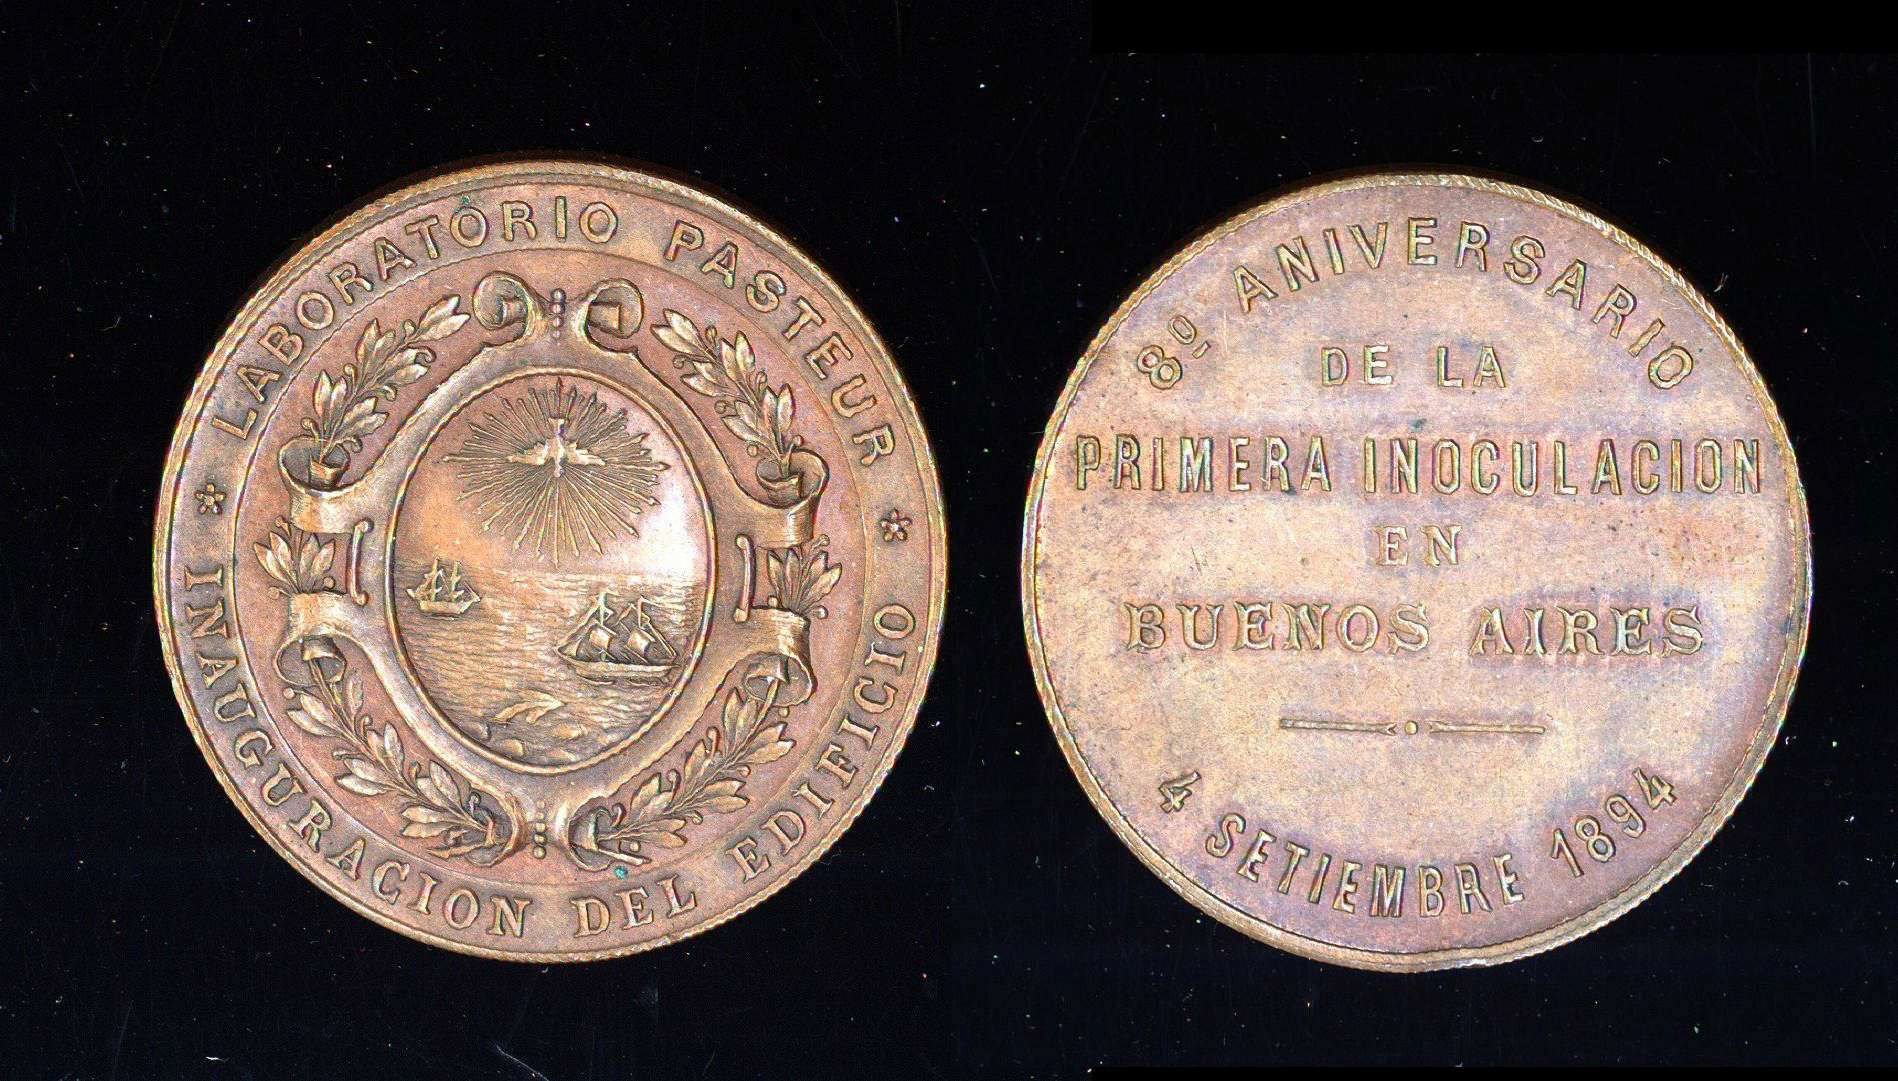 LABORATORIO PASTEUR
INAUGURACION DEL EDIFICIO
8º ANIVERSARIO
DE LA
PRIMERA INOCULACION
EN
BUENOS AIRES
4 SETIEMBRE 1894